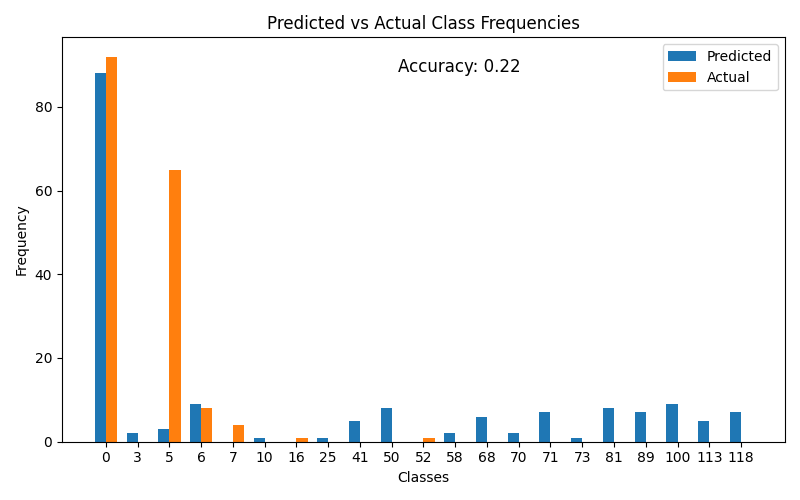 Predicted vs Actual Class Frequencies
Accuracy: 0.22
Predicted
Actual
Frequency
80
60
40
20
0
0 3 5 6 7 10 16 25 41 50 52 58 68 70 71 73 81 89 100 113 118
Classes